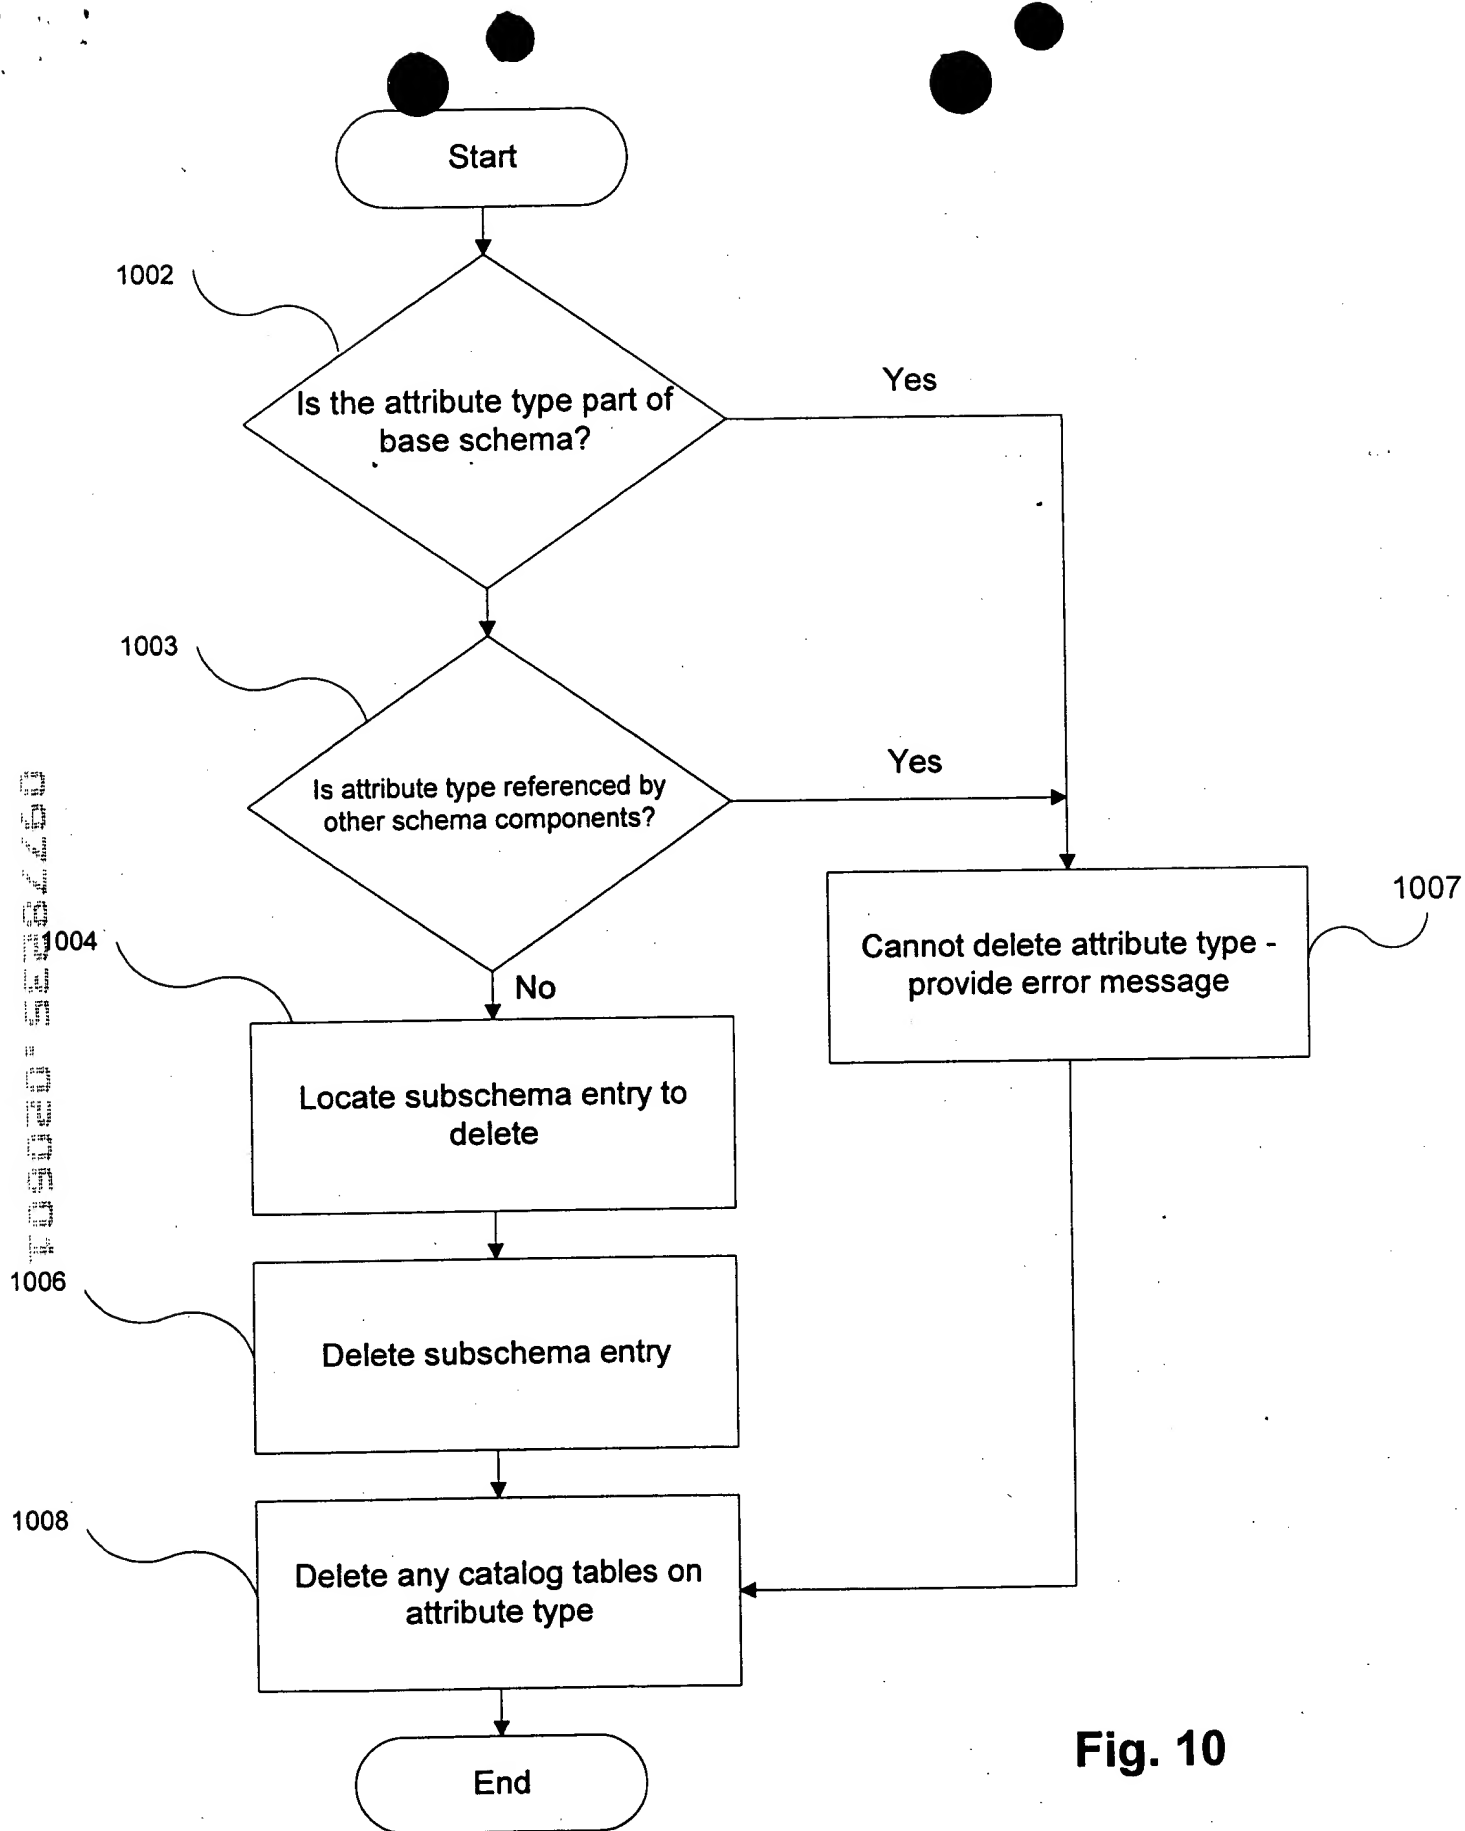 Start
1002
Is the attribute type part of
base schema?
Yes
1003
Is attribute type referenced by
other schema components?
Yes
1007
Cannot delete attribute type -
provide error message
1004
No
Locate subschema entry to
delete
1006
Delete subschema entry
1008
Delete any catalog tables on
attribute type
End
Fig. 10
09778235.020501